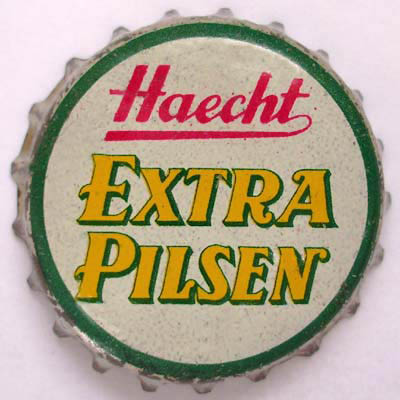 Haecht
EXTRA
PILSEN